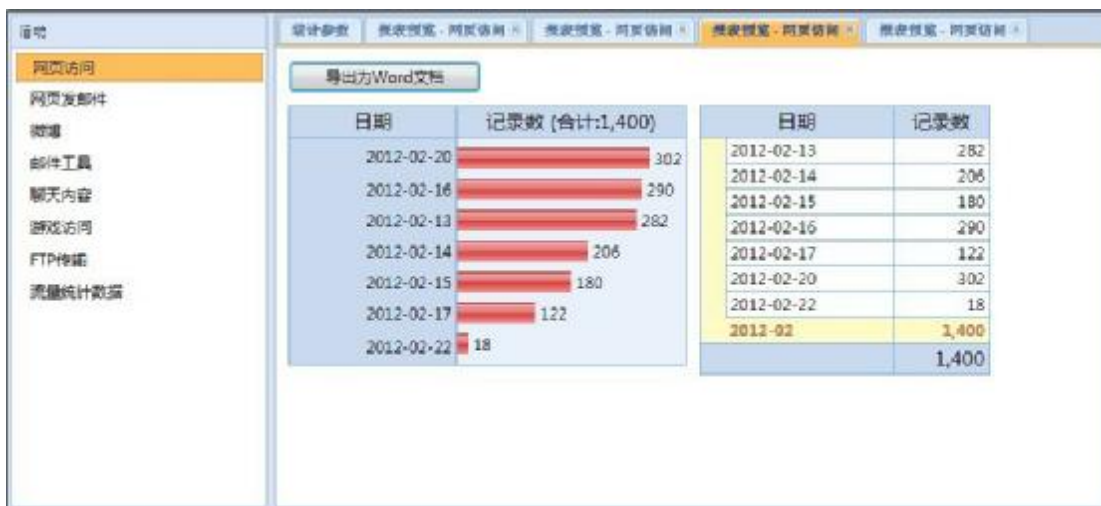 网页访问
网页发邮件
微博
邮件工具
聊天内容
游戏访问
FTP传输
流量统计数据
统计参数
报表预览 - 网页访问 ×
报表预览 - 网页访问 ×
报表预览 - 网页访问 ×
报表预览 - 网页访问 ×
导出为Word文档
日期 记录数 (合计:1,400)
2012-02-20 302
2012-02-16 290
2012-02-13 282
2012-02-14 206
2012-02-15 180
2012-02-17 122
2012-02-22 18
日期 记录数
2012-02-13 282
2012-02-14 206
2012-02-15 180
2012-02-16 290
2012-02-17 122
2012-02-20 302
2012-02-22 18
2012-02 1,400
1,400